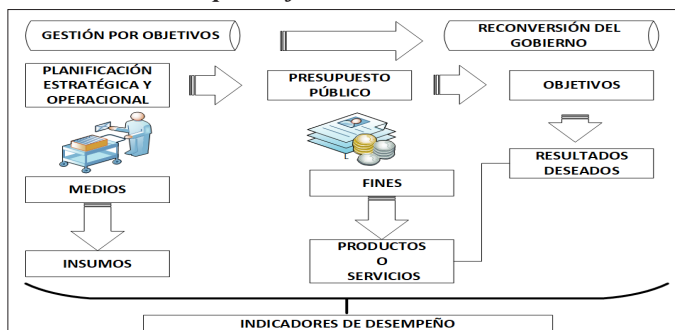 GESTIÓN POR OBJETIVOS
RECONVERSIÓN DEL
GOBIERNO
PLANIFICACIÓN
ESTRATÉGICA Y
OPERACIONAL
PRESUPUESTO
PÚBLICO
OBJETIVOS
MEDIOS
FINES
RESULTADOS
DESEADOS
INSUMOS
PRODUCTOS
O
SERVICIOS
INDICADORES DE DESEMPEÑO